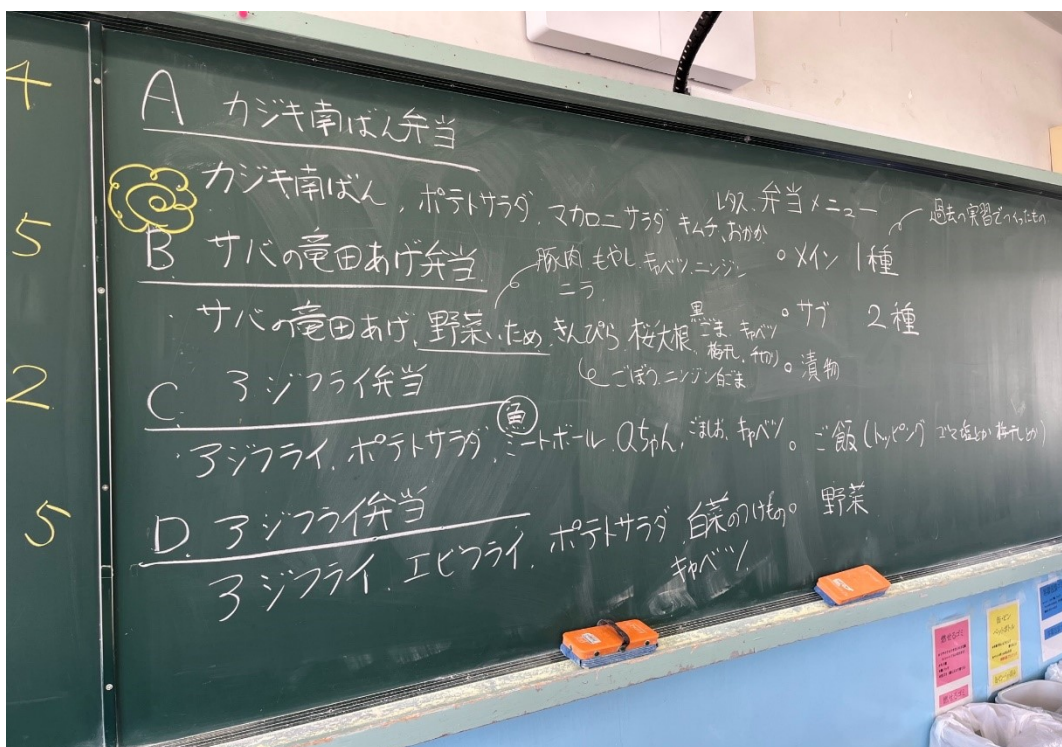 4
5
2
5
A カジキ南ばん弁当
カジキ南ばん、ポテトサラダ、マカロニサラダ キムチ、おかか レタス
B サバの竜田あげ弁当
豚肉、もやし、キャベツ、ニンジン
ニラ
サバの竜田あげ、野菜いため、きんぴら、桜大根、黒ごま、キャベツ
梅干し、千切り
ごぼう、ニンジン 白ごま
C アジフライ弁当
アジフライ、ポテトサラダ、ミートボール、Qちゃん、ごましお、キャベツ
D アジフライ弁当
アジフライ、エビフライ、ポテトサラダ、白菜のつけもの
キャベツ
弁当メニュー
過去の実習でつくったもの
○メイン 1種
○サブ 2種
○漬物
○ご飯(トッピング ゴマ塩とか梅干しとか)
○野菜
燃せるゴミ